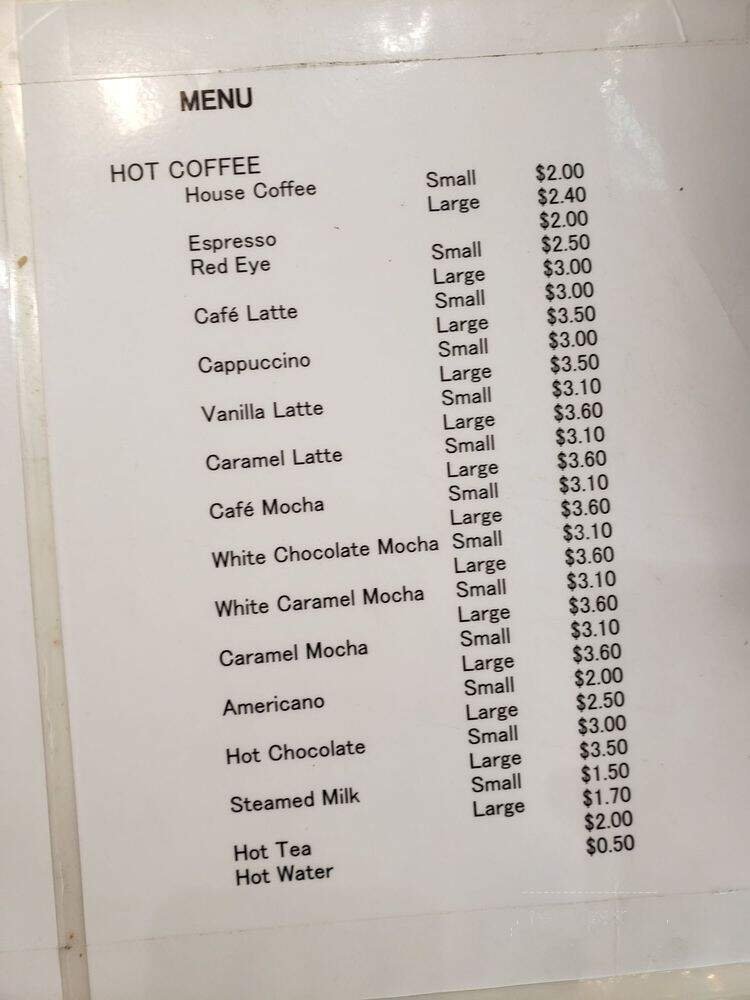 MENU
HOT COFFEE
House Coffee Small $2.00
Large $2.40
Espresso $2.00
Red Eye Small $2.50
Large $3.00
Café Latte Small $3.00
Large $3.50
Cappuccino Small $3.00
Large $3.50
Vanilla Latte Small $3.10
Large $3.60
Caramel Latte Small $3.10
Large $3.60
Café Mocha Small $3.10
Large $3.60
White Chocolate Mocha Small $3.10
Large $3.60
White Caramel Mocha Small $3.10
Large $3.60
Caramel Mocha Small $3.10
Large $3.60
Americano Small $2.00
Large $2.50
Hot Chocolate Small $3.00
Large $3.50
Steamed Milk Small $1.50
Large $1.70
Hot Tea $2.00
Hot Water $0.50